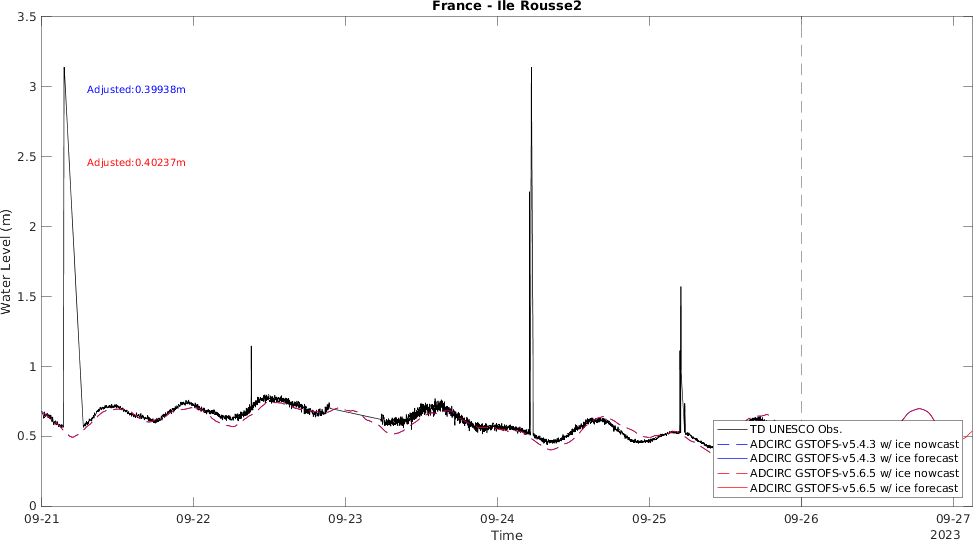 France - Ile Rousse2
3.5
3
2.5
2
1.5
1
0.5
0
Water Level (m)
Adjusted:0.39938m
Adjusted:0.40237m
TD UNESCO Obs.
ADCIRC GSTOFS-v5.4.3 w/ ice nowcast
ADCIRC GSTOFS-v5.4.3 w/ ice forecast
ADCIRC GSTOFS-v5.6.5 w/ ice nowcast
ADCIRC GSTOFS-v5.6.5 w/ ice forecast
09-21 09-22 09-23 09-24 09-25 09-26 09-27
Time
2023